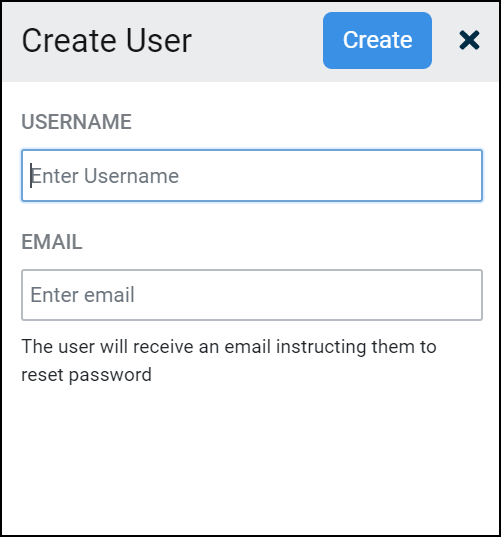 Create User
Create
USERNAME
Enter Username
EMAIL
Enter email
The user will receive an email instructing them to
reset password